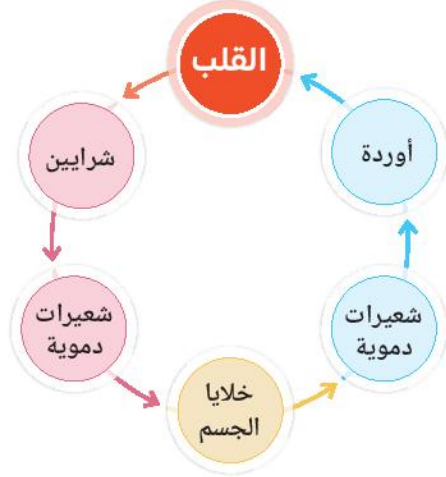 القلب
شرايين
شعيرات
دموية
خلايا
الجسم
شعيرات
دموية
أوردة